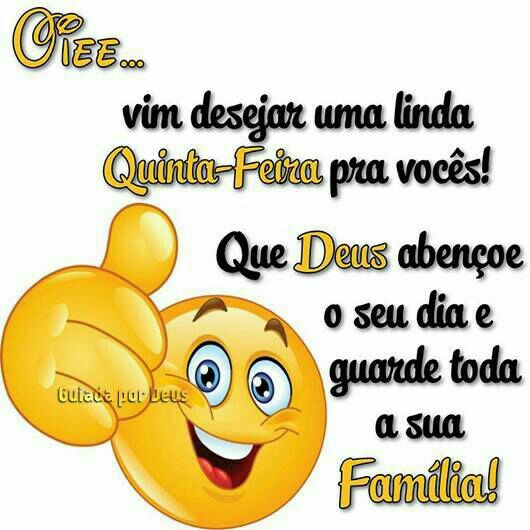 Oiee...
vim desejar uma linda
Quinta-Feira pra vocês!
Que Deus abençoe
o seu dia e
guarde toda
a sua
Família!
Guiada por Deus